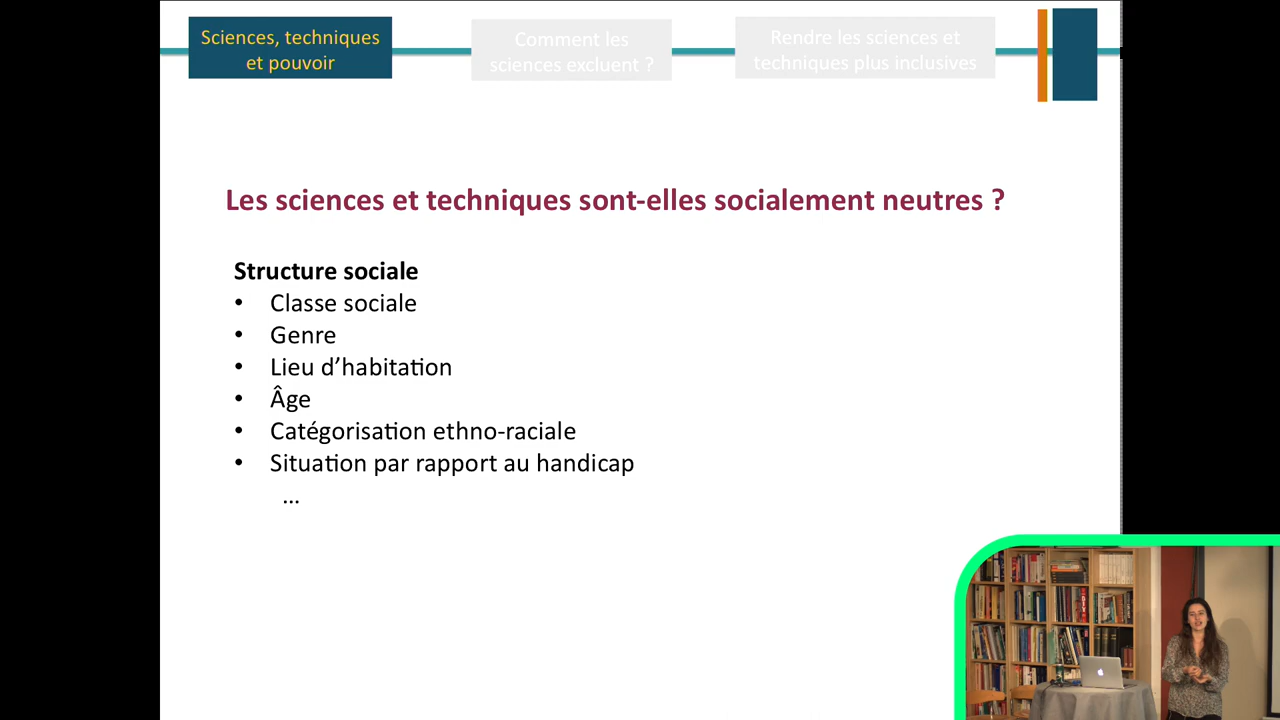 Sciences, techniques
et pouvoir
Comment les
sciences excluent ?
Rendre les sciences et
techniques plus inclusives
Les sciences et techniques sont-elles socialement neutres ?
Structure sociale
• Classe sociale
• Genre
• Lieu d’habitation
• Âge
• Catégorisation ethno-raciale
• Situation par rapport au handicap
...